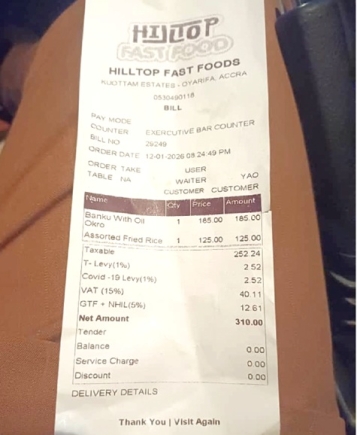 HILLTOP
FAST FOOD
HILLTOP FAST FOODS
KUOTTAM ESTATES - OYARIFA, ACCRA
0530490118
BILL
PAY MODE
COUNTER EXERCUTIVE BAR COUNTER
BILL NO 29249
ORDER DATE 12-01-2026 08:24:49 PM
ORDER TAKE USER
TABLE NA WAITER YAO
CUSTOMER CUSTOMER
Name Qty Price Amount
Banku With Oil 1 185.00 185.00
Okro
Assorted Fried Rice 1 125.00 125.00
Taxable 252.24
T- Levy(1%) 2.52
Covid -19 Levy(1%) 2.52
VAT (15%) 40.11
GTF + NHIL(5%) 12.61
Net Amount 310.00
Tender
Balance 0.00
Service Charge 0.00
Discount 0.00
DELIVERY DETAILS
Thank You | Visit Again